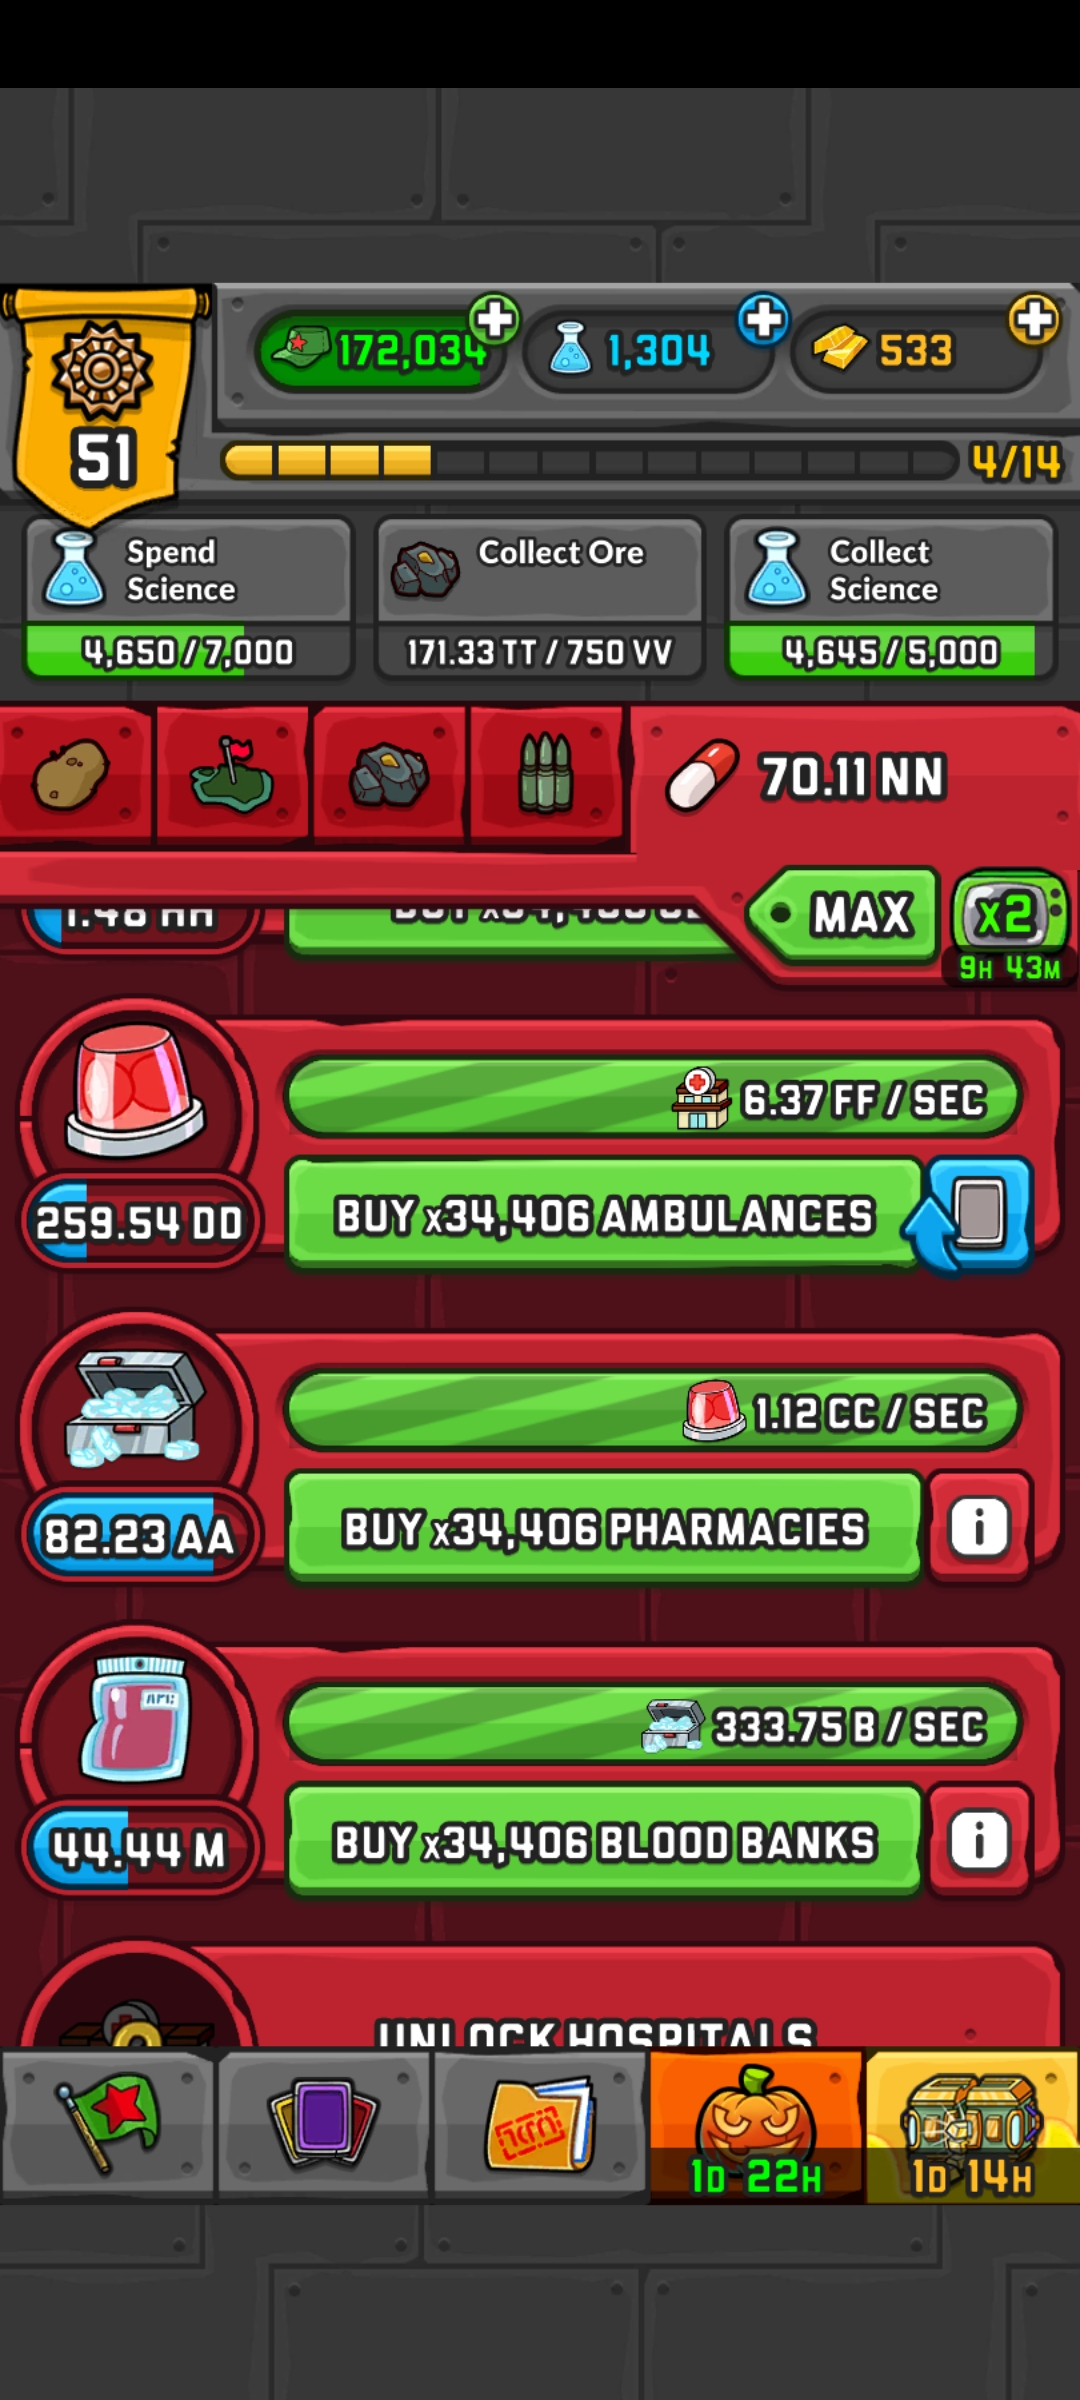 172,034
1,304
533
51
4/14
Spend
Science
4,650/7,000
Collect Ore
171.33 TT/750 VV
Collect
Science
4,645/5,000
70.11 NN
MAX
x2
9H 43M
6.37 FF/SEC
259.54 DD
BUY x34,406 AMBULANCES
1.12 CC/SEC
82.23 AA
BUY x34,406 PHARMACIES
i
333.75 B/SEC
44.44 M
BUY x34,406 BLOOD BANKS
i
UNLOCK HOSPITALS
1D 22H
1D 14H